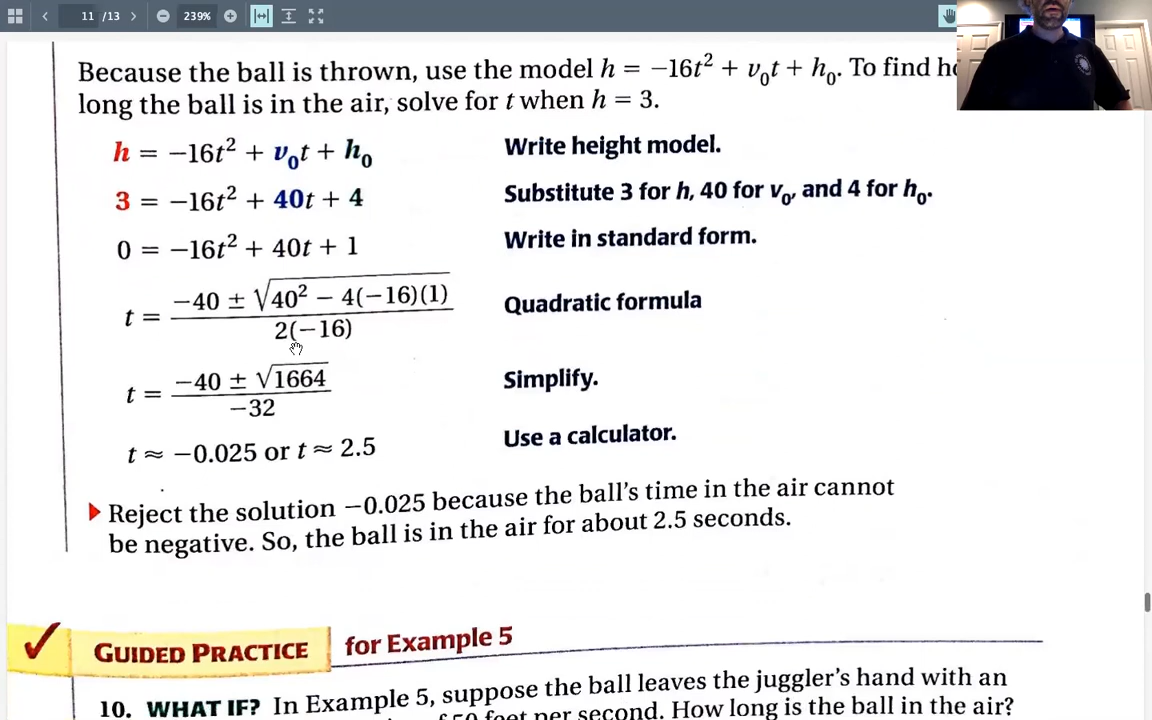 11 /13
239%
Because the ball is thrown, use the model h = −16t² + v₀t + h₀. To find
long the ball is in the air, solve for t when h = 3.
h = −16t² + v₀t + h₀ Write height model.
3 = −16t² + 40t + 4 Substitute 3 for h, 40 for v₀, and 4 for h₀.
0 = −16t² + 40t + 1 Write in standard form.
t = (−40 ± √(40² − 4(−16)(1))) / 2(−16) Quadratic formula
t = (−40 ± √1664) / −32 Simplify.
t ≈ −0.025 or t ≈ 2.5 Use a calculator.
Reject the solution −0.025 because the ball's time in the air cannot
be negative. So, the ball is in the air for about 2.5 seconds.
GUIDED PRACTICE for Example 5
10. WHAT IF? In Example 5, suppose the ball leaves the juggler's hand with an
of 50 feet per second. How long is the ball in the air?